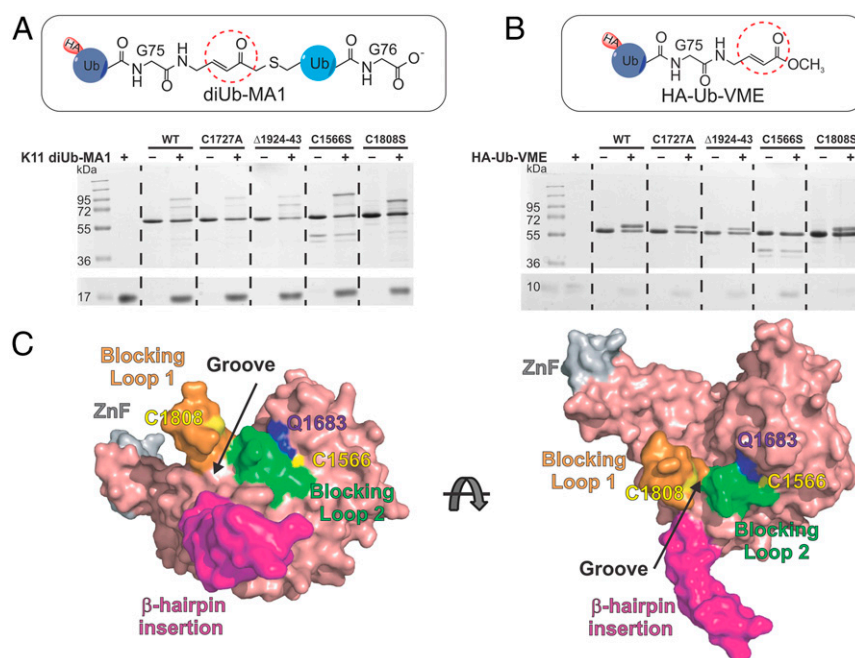 A
HA
Ub
G75
O
N
H
O
H
N
O
S
Ub
O
N
H
G76
O
O-
diUb-MA1
WT C1727A Δ1924-43 C1566S C1808S
K11 diUb-MA1 + - + - + - + - + - +
kDa
95
72
55
36
17
B
HA
Ub
G75
O
N
H
O
H
N
O
OCH3
HA-Ub-VME
WT C1727A Δ1924-43 C1566S C1808S
HA-Ub-VME + - + - + - + - + - +
kDa
95
72
55
36
10
C
Blocking
Loop 1
Groove
ZnF
C1808
Q1683
C1566
Blocking
Loop 2
β-hairpin
insertion
ZnF
Q1683
Blocking
Loop 1
C1808
C1566
Blocking
Loop 2
Groove
β-hairpin
insertion